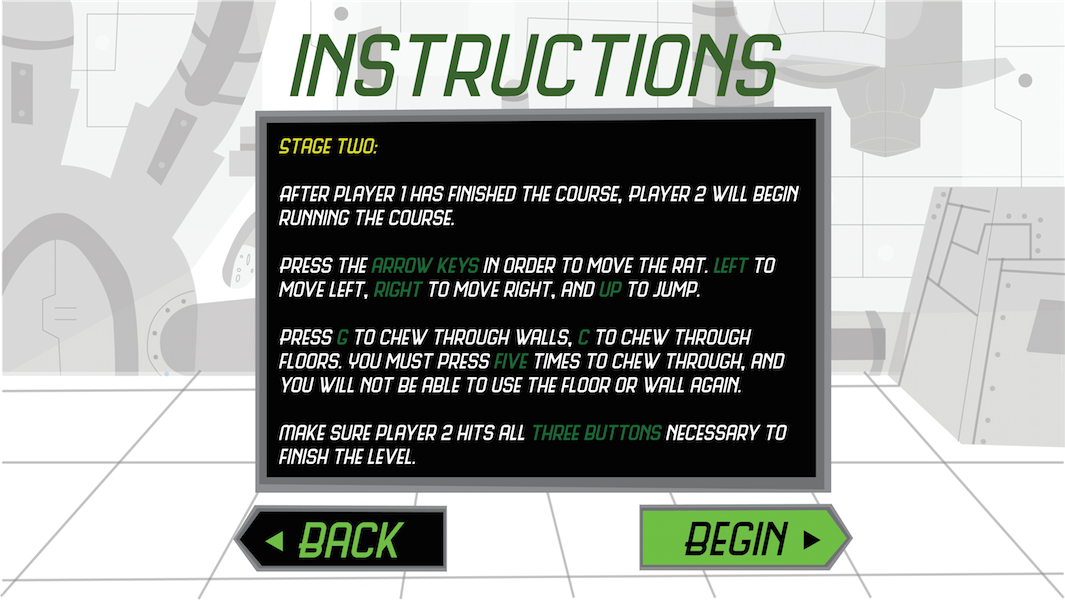 INSTRUCTIONS
STAGE TWO:
AFTER PLAYER 1 HAS FINISHED THE COURSE, PLAYER 2 WILL BEGIN
RUNNING THE COURSE.
PRESS THE ARROW KEYS IN ORDER TO MOVE THE RAT. LEFT TO
MOVE LEFT, RIGHT TO MOVE RIGHT, AND UP TO JUMP.
PRESS G TO CHEW THROUGH WALLS, C TO CHEW THROUGH
FLOORS. YOU MUST PRESS FIVE TIMES TO CHEW THROUGH, AND
YOU WILL NOT BE ABLE TO USE THE FLOOR OR WALL AGAIN.
MAKE SURE PLAYER 2 HITS ALL THREE BUTTONS NECESSARY TO
FINISH THE LEVEL.
BACK
BEGIN